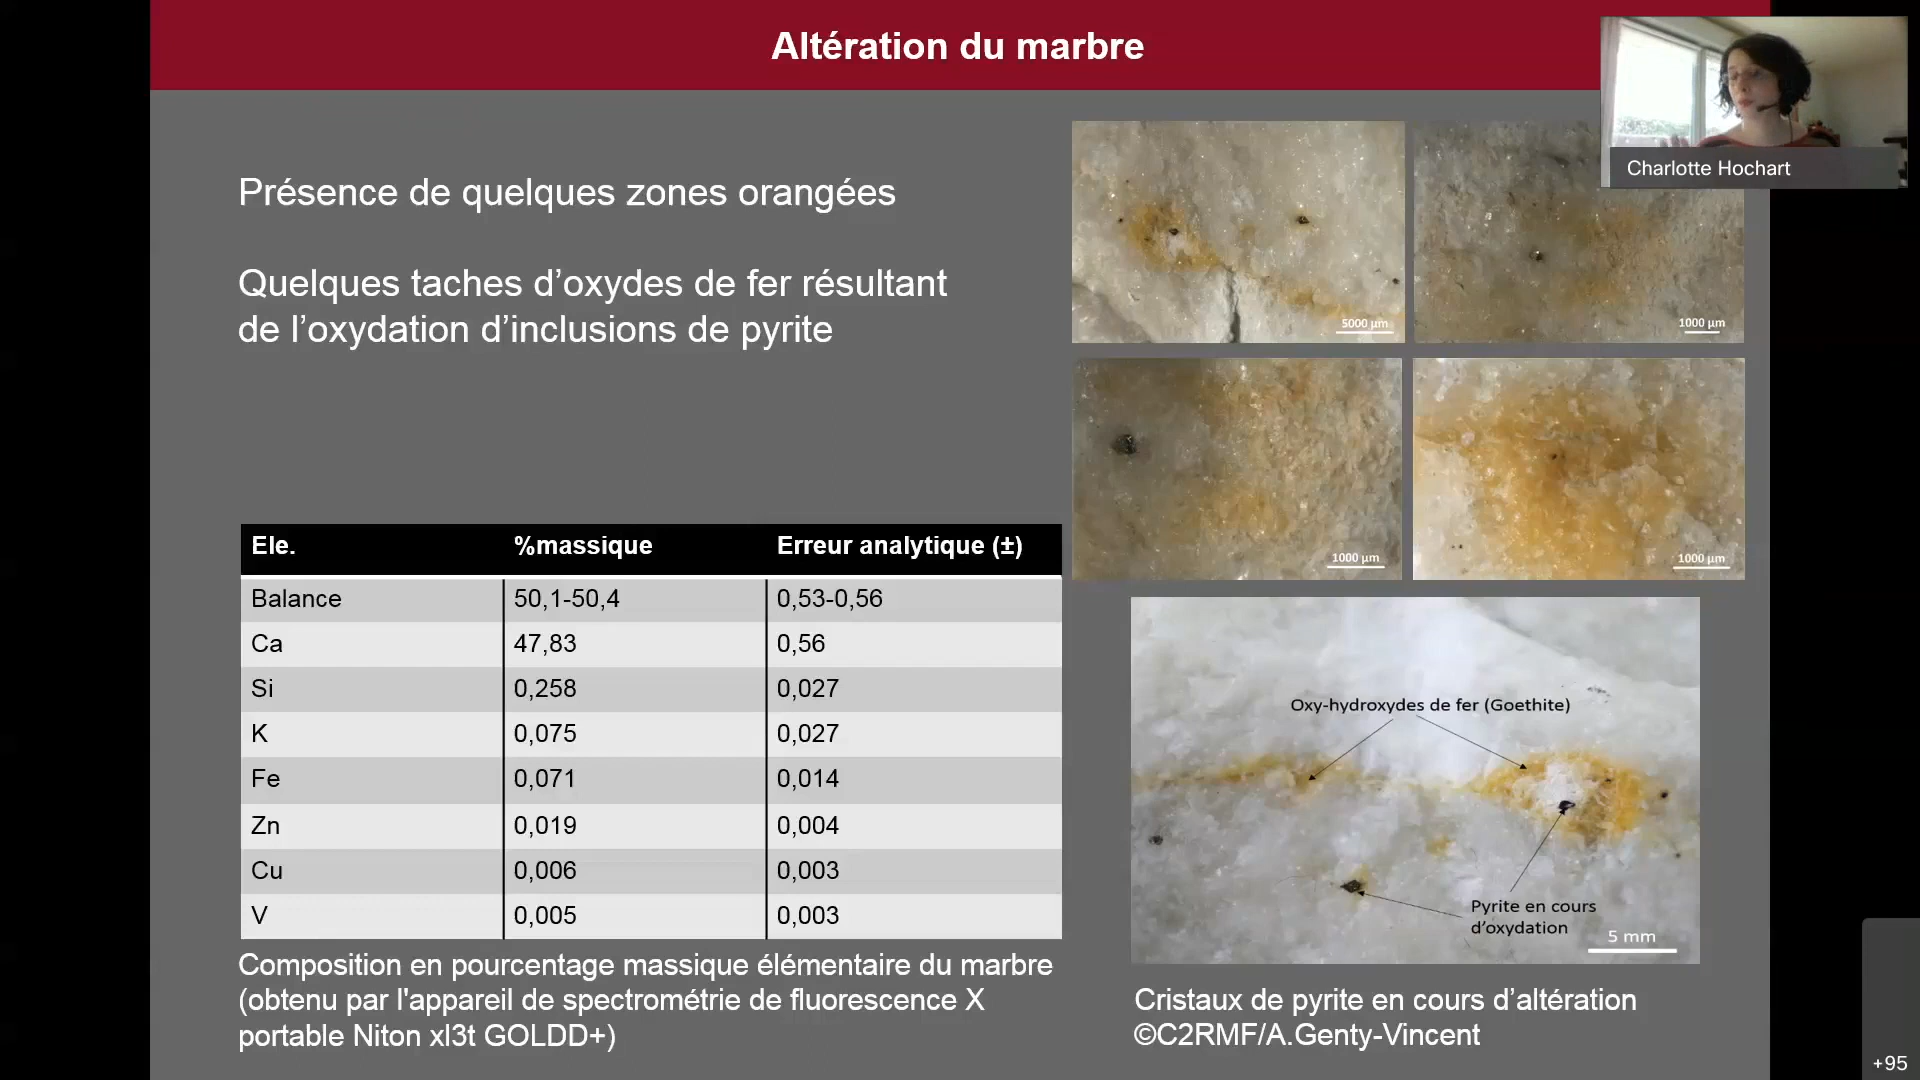 Altération du marbre
Charlotte Hochart
Présence de quelques zones orangées
Quelques taches d’oxydes de fer résultant
de l’oxydation d’inclusions de pyrite
5000 µm
1000 µm
1000 µm
1000 µm
Ele. %massique Erreur analytique (±)
Balance 50,1-50,4 0,53-0,56
Ca 47,83 0,56
Si 0,258 0,027
K 0,075 0,027
Fe 0,071 0,014
Zn 0,019 0,004
Cu 0,006 0,003
V 0,005 0,003
Composition en pourcentage massique élémentaire du marbre
(obtenu par l'appareil de spectrométrie de fluorescence X
portable Niton xl3t GOLDD+)
Oxy-hydroxydes de fer (Goethite)
Pyrite en cours
d’oxydation
5 mm
Cristaux de pyrite en cours d’altération
©C2RMF/A.Genty-Vincent
+95